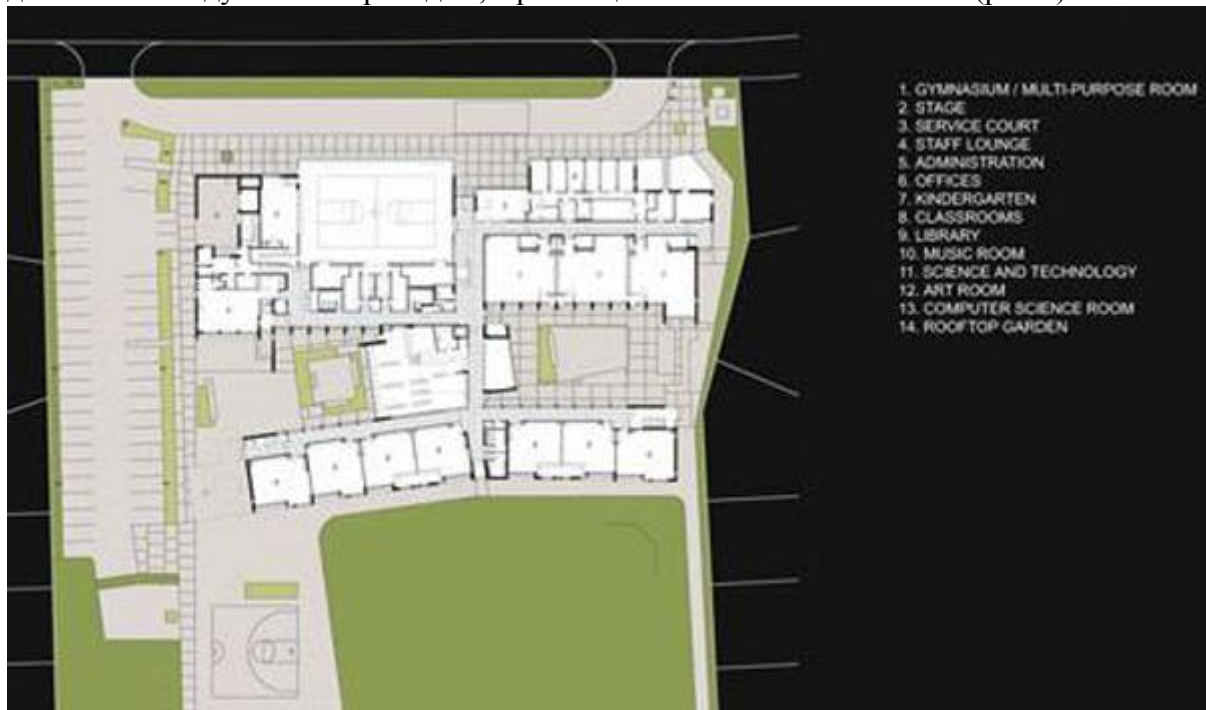 1. GYMNASIUM / MULTI-PURPOSE ROOM
2. STAGE
3. SERVICE COURT
4. STAFF LOUNGE
5. ADMINISTRATION
6. OFFICES
7. KINDERGARTEN
8. CLASSROOMS
9. LIBRARY
10. MUSIC ROOM
11. SCIENCE AND TECHNOLOGY
12. ART ROOM
13. COMPUTER SCIENCE ROOM
14. ROOFTOP GARDEN